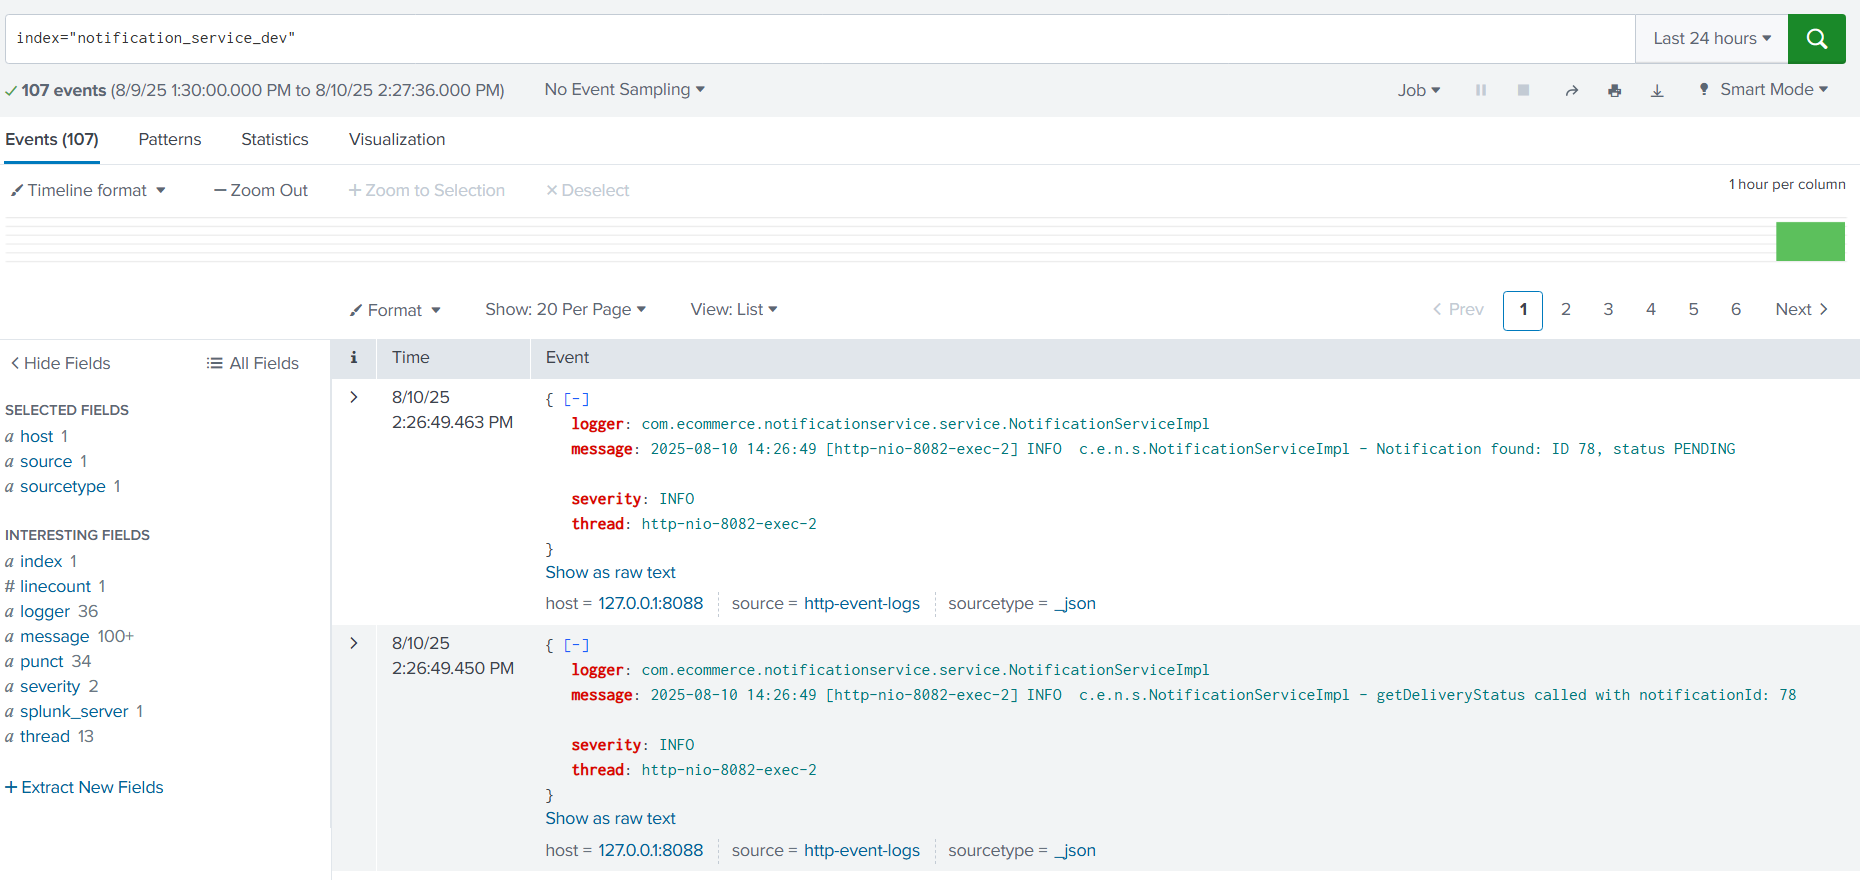 index="notification_service_dev"
Last 24 hours
107 events (8/9/25 1:30:00.000 PM to 8/10/25 2:27:36.000 PM)
No Event Sampling
Job
Smart Mode
Events (107)
Patterns
Statistics
Visualization
Timeline format
Zoom Out
+ Zoom to Selection
× Deselect
1 hour per column
Format
Show: 20 Per Page
View: List
< Prev
1
2
3
4
5
6
Next >
< Hide Fields
All Fields
SELECTED FIELDS
a host 1
a source 1
a sourcetype 1
INTERESTING FIELDS
a index 1
# linecount 1
a logger 36
a message 100+
a punct 34
a severity 2
a splunk_server 1
a thread 13
+ Extract New Fields
i
Time
Event
>
8/10/25
2:26:49.463 PM
{ [-]
logger: com.ecommerce.notificationservice.service.NotificationServiceImpl
message: 2025-08-10 14:26:49 [http-nio-8082-exec-2] INFO  c.e.n.s.NotificationServiceImpl - Notification found: ID 78, status PENDING
severity: INFO
thread: http-nio-8082-exec-2
}
Show as raw text
host = 127.0.0.1:8088
source = http-event-logs
sourcetype = _json
>
8/10/25
2:26:49.450 PM
{ [-]
logger: com.ecommerce.notificationservice.service.NotificationServiceImpl
message: 2025-08-10 14:26:49 [http-nio-8082-exec-2] INFO  c.e.n.s.NotificationServiceImpl - getDeliveryStatus called with notificationId: 78
severity: INFO
thread: http-nio-8082-exec-2
}
Show as raw text
host = 127.0.0.1:8088
source = http-event-logs
sourcetype = _json